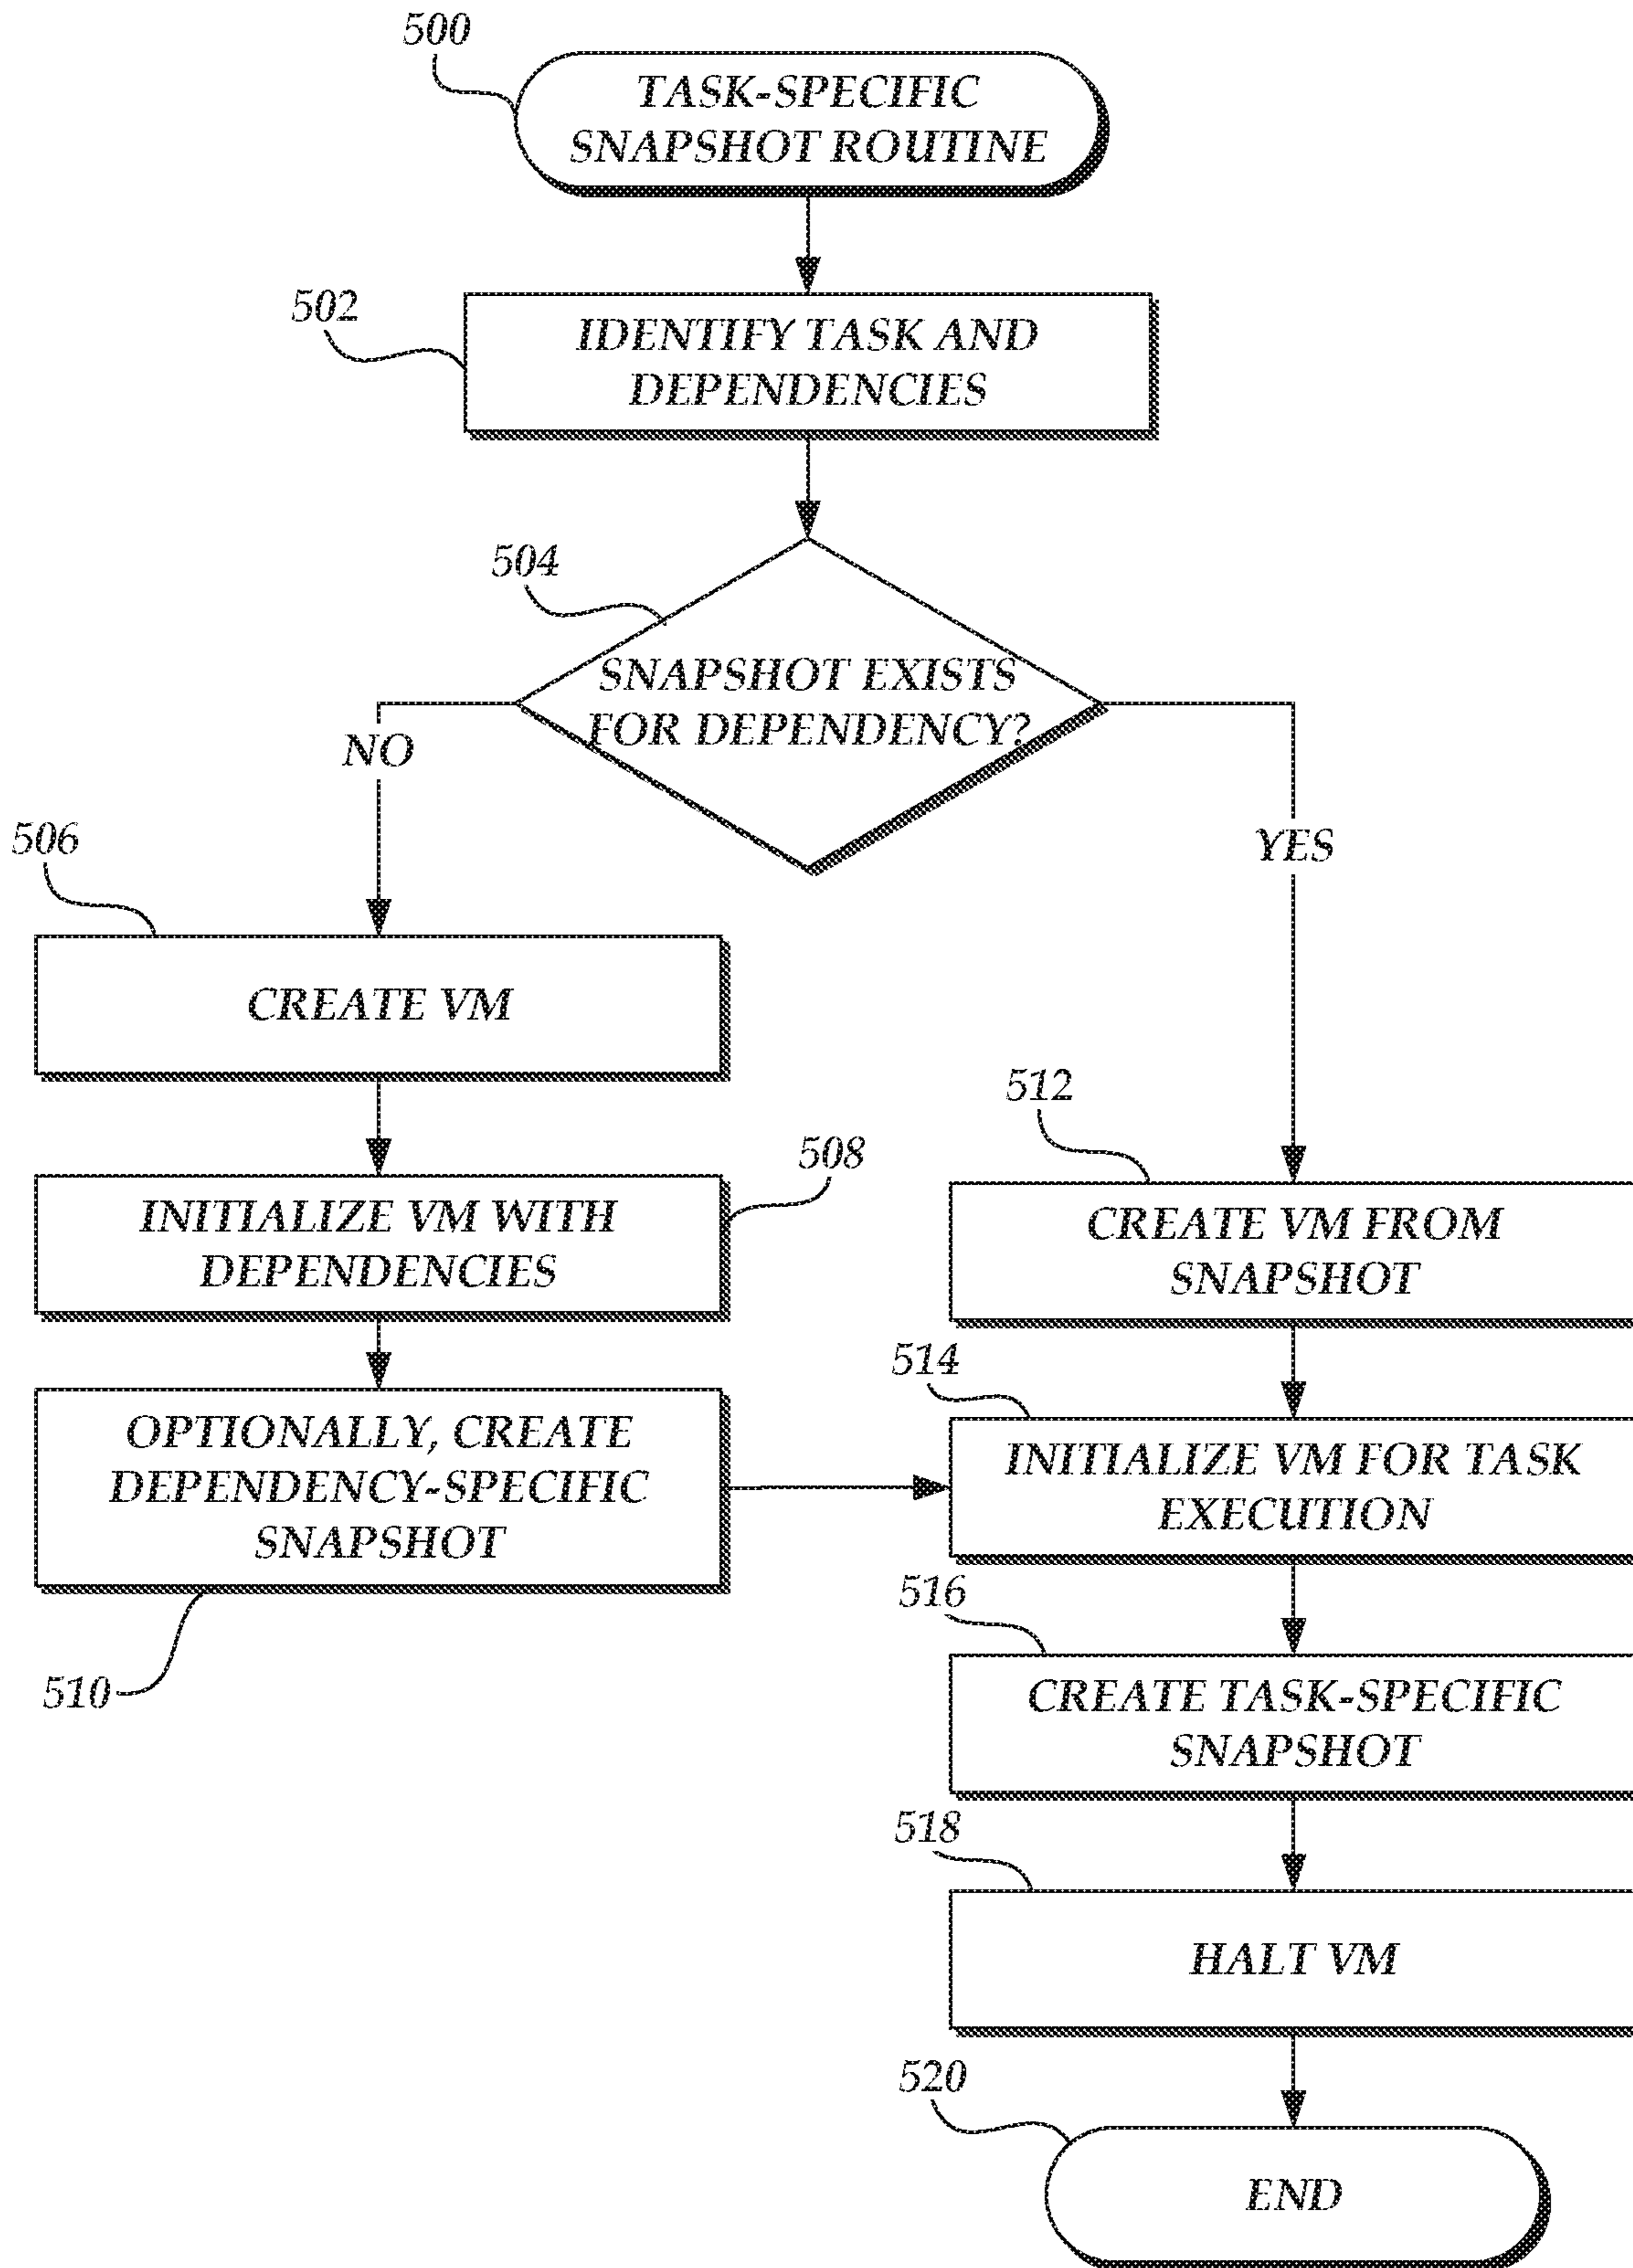 500
TASK-SPECIFIC
SNAPSHOT ROUTINE
502
IDENTIFY TASK AND
DEPENDENCIES
504
SNAPSHOT EXISTS
FOR DEPENDENCY?
NO
YES
506
CREATE VM
508
INITIALIZE VM WITH
DEPENDENCIES
510
OPTIONALLY, CREATE
DEPENDENCY-SPECIFIC
SNAPSHOT
512
CREATE VM FROM
SNAPSHOT
514
INITIALIZE VM FOR TASK
EXECUTION
516
CREATE TASK-SPECIFIC
SNAPSHOT
518
HALT VM
520
END